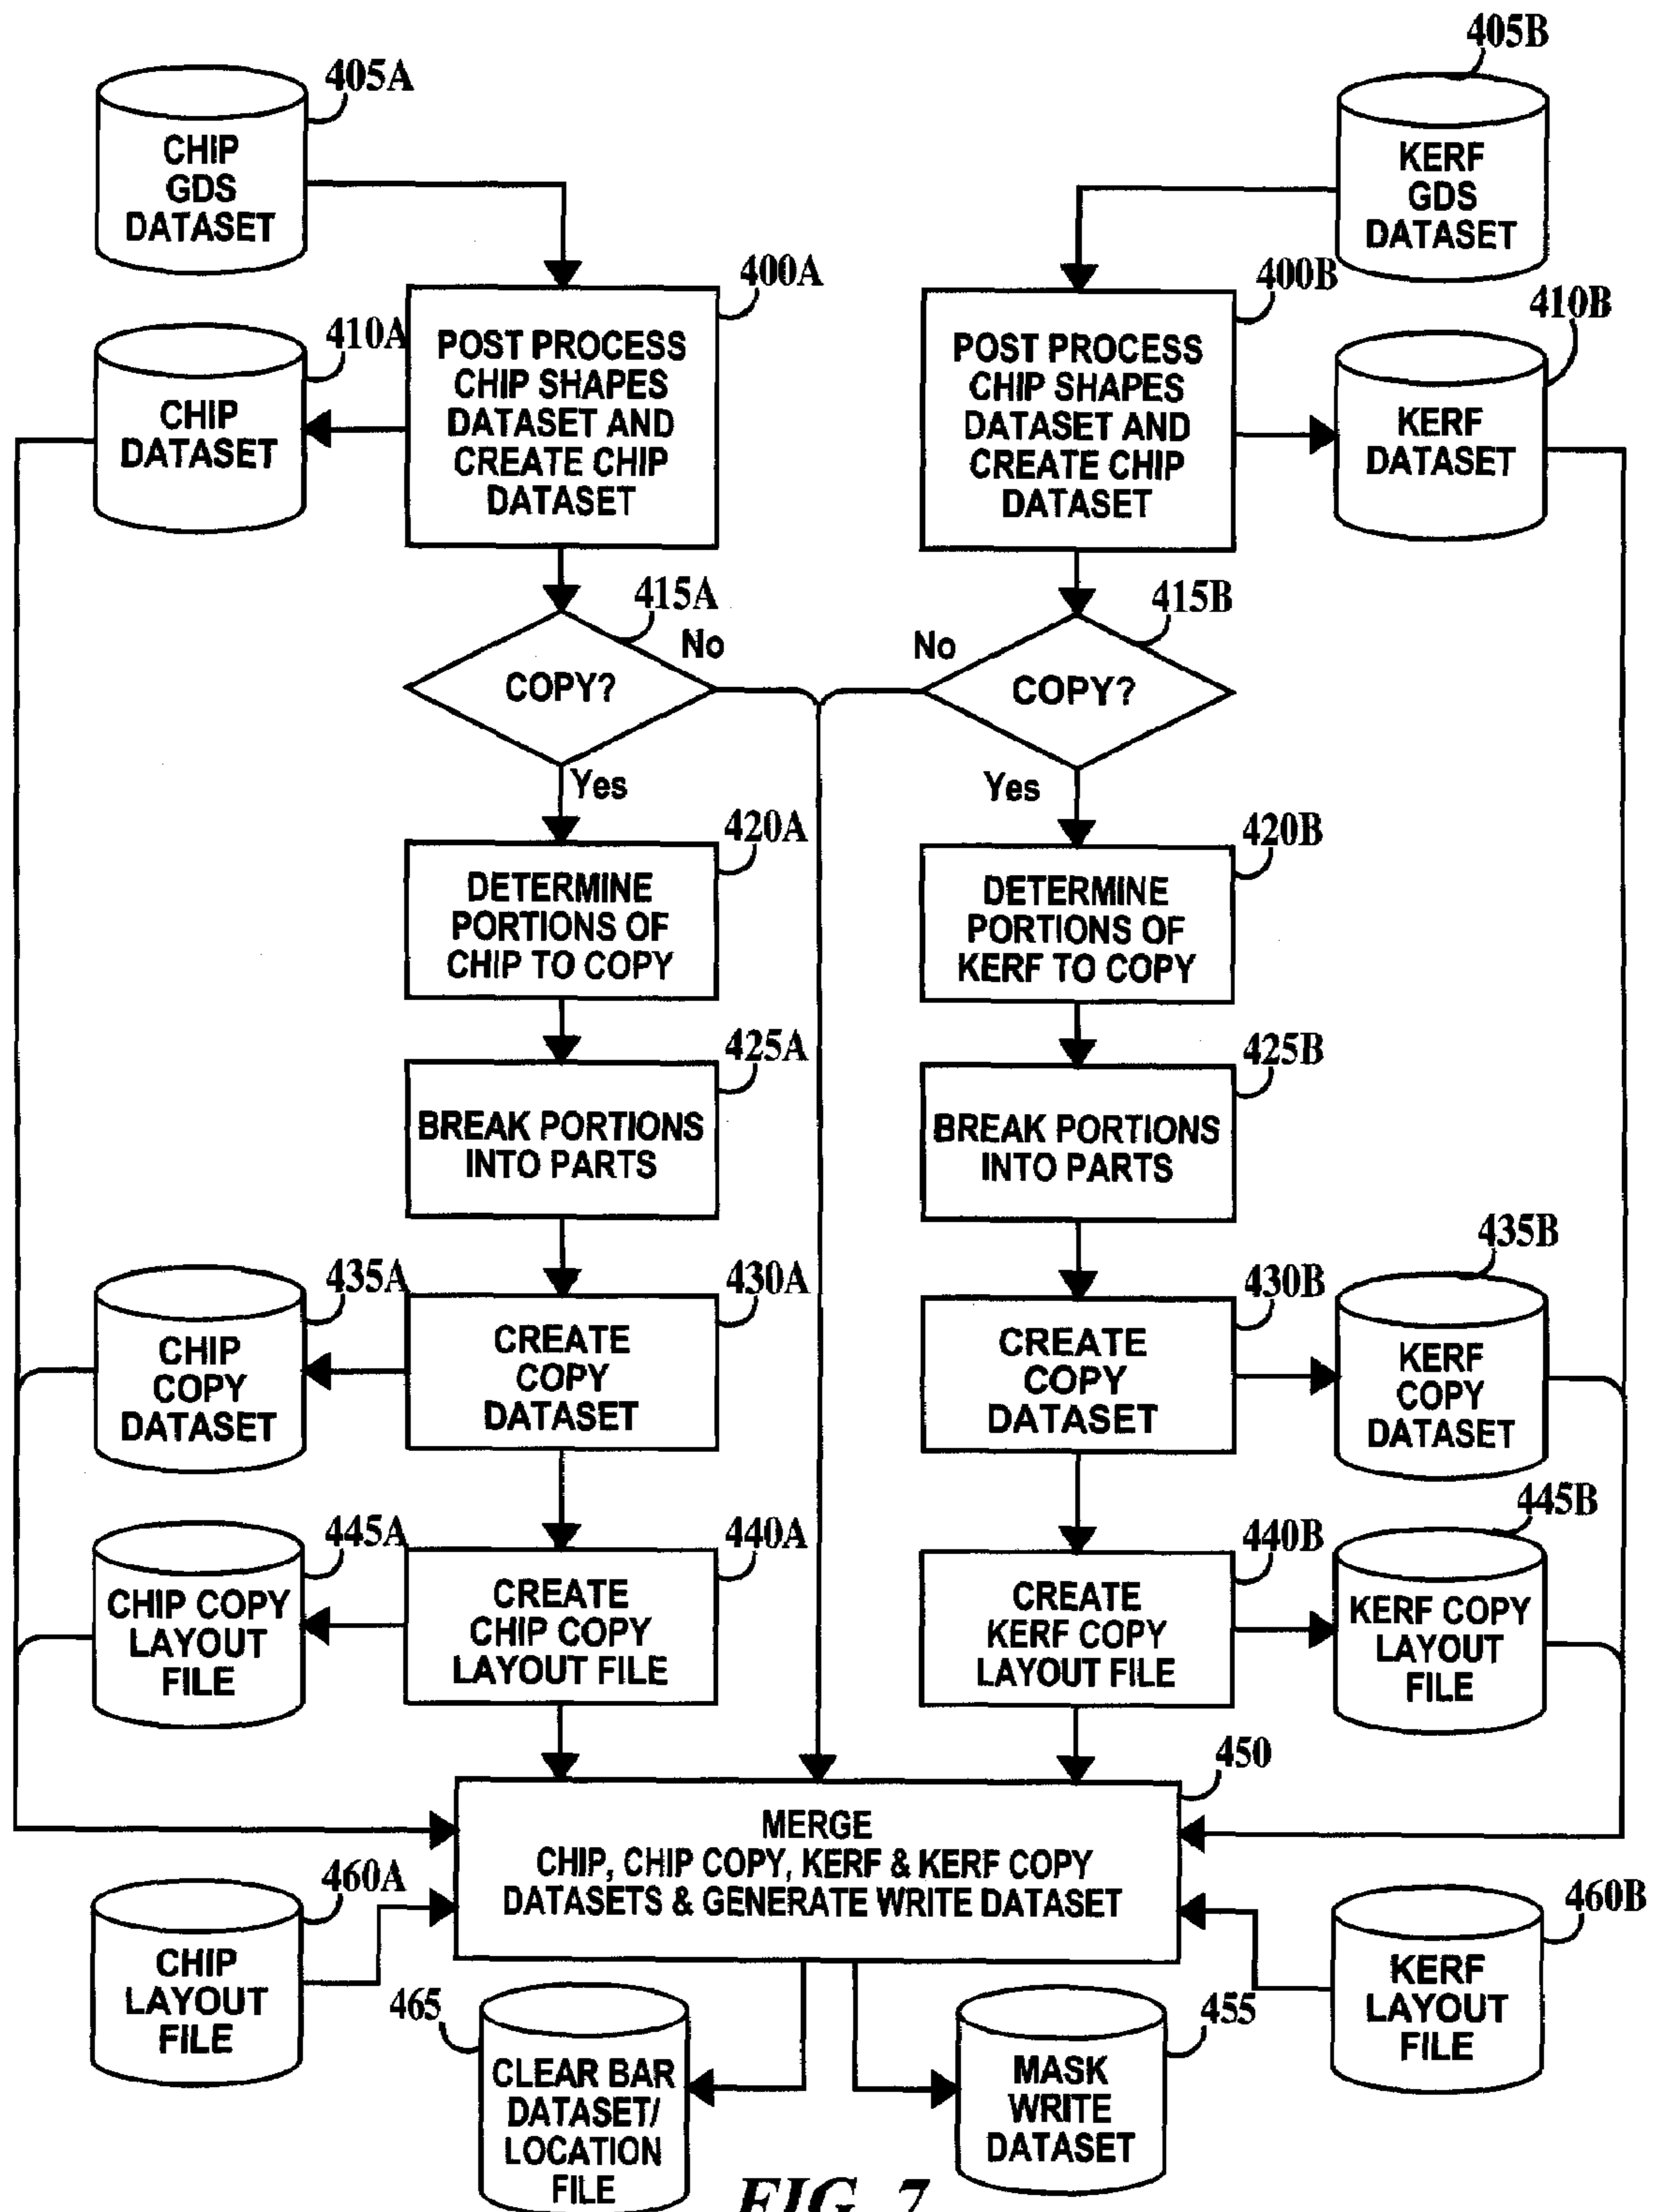 405A
405B
CHIP
GDS
DATASET
KERF
GDS
DATASET
400A
400B
410A
410B
POST PROCESS
CHIP SHAPES
DATASET AND
CREATE CHIP
DATASET
POST PROCESS
CHIP SHAPES
DATASET AND
CREATE CHIP
DATASET
CHIP
DATASET
KERF
DATASET
415A
415B
No
No
COPY?
COPY?
Yes
Yes
420A
420B
DETERMINE
PORTIONS OF
CHIP TO COPY
DETERMINE
PORTIONS OF
KERF TO COPY
425A
425B
BREAK PORTIONS
INTO PARTS
BREAK PORTIONS
INTO PARTS
435A
430A
430B
435B
CHIP
COPY
DATASET
CREATE
COPY
DATASET
CREATE
COPY
DATASET
KERF
COPY
DATASET
445A
440A
440B
445B
CHIP COPY
LAYOUT
FILE
CREATE
CHIP COPY
LAYOUT FILE
CREATE
KERF COPY
LAYOUT FILE
KERF COPY
LAYOUT
FILE
450
MERGE
CHIP, CHIP COPY, KERF & KERF COPY
DATASETS & GENERATE WRITE DATASET
460A
460B
CHIP
LAYOUT
FILE
KERF
LAYOUT
FILE
465
455
CLEAR BAR
DATASET/
LOCATION
FILE
MASK
WRITE
DATASET
FIG. 7